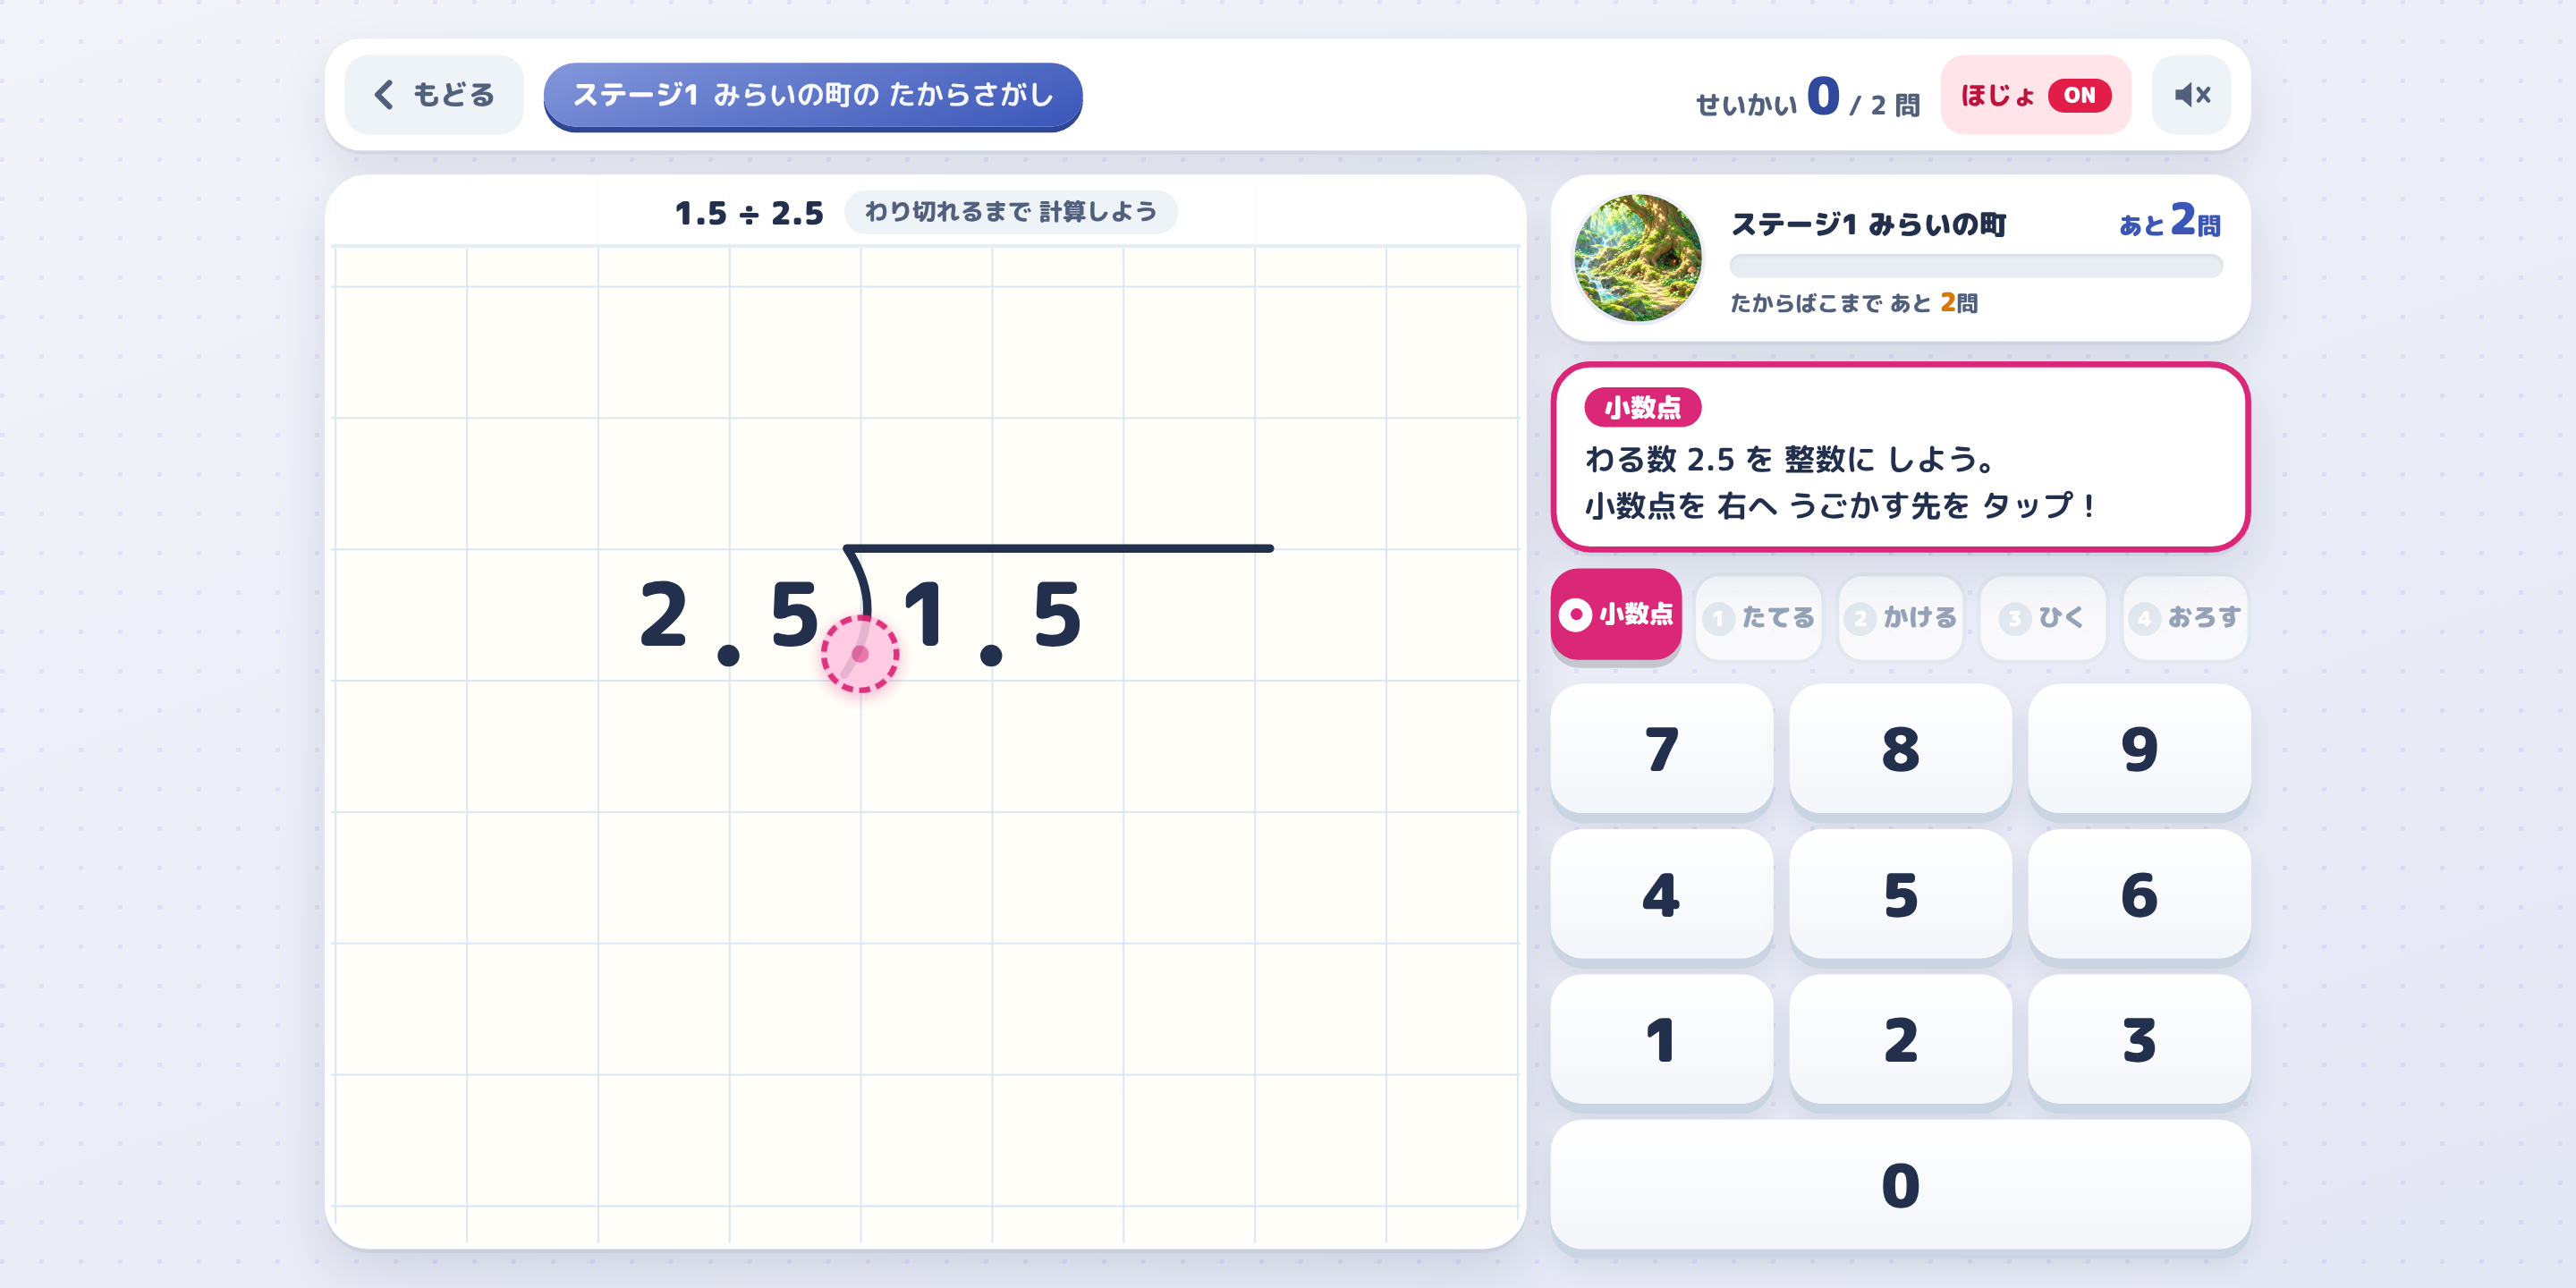 もどる
ステージ1 みらいの町の たからさがし
せいかい 0 / 2 問
ほじょ ON
1.5 ÷ 2.5 わり切れるまで 計算しよう
2.5 1.5
ステージ1 みらいの町
あと2問
たからばこまで あと 2問
小数点
わる数 2.5 を 整数に しよう。
小数点を 右へ うごかす先を タップ！
小数点
1 たてる
2 かける
3 ひく
4 おろす
7 8 9
4 5 6
1 2 3
0